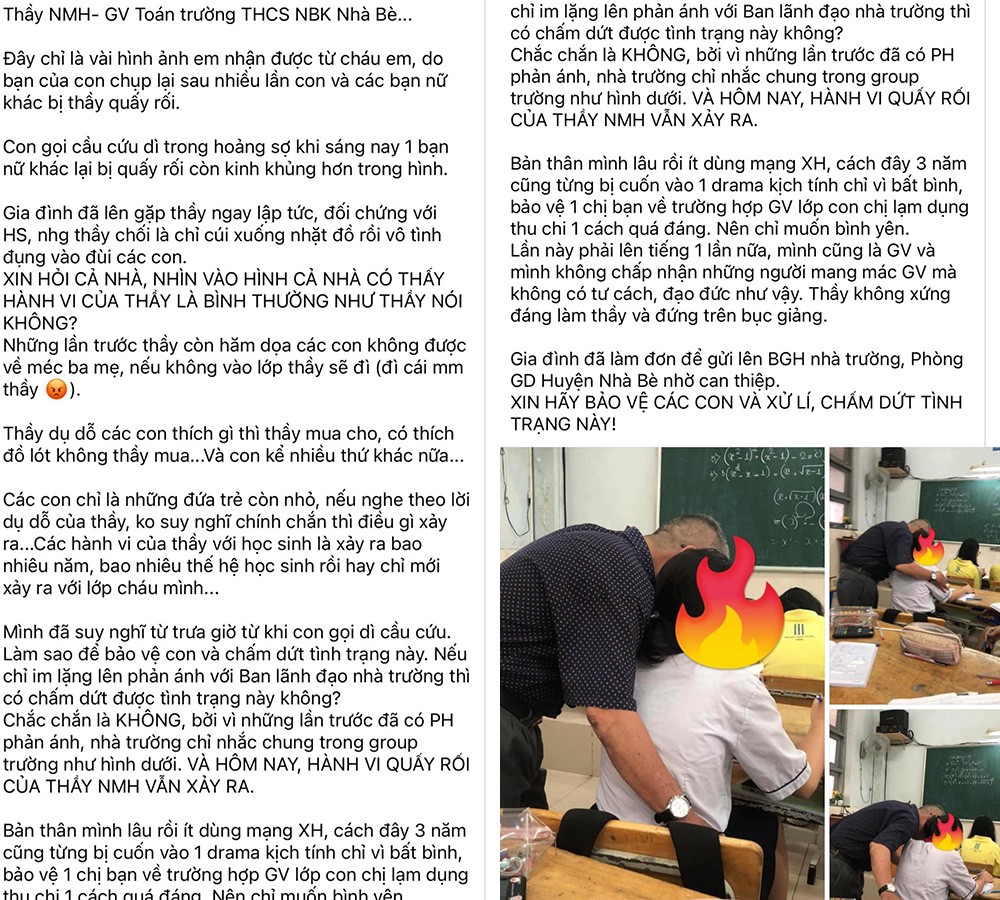 Thầy NMH- GV Toán trường THCS NBK Nhà Bè...
Đây chỉ là vài hình ảnh em nhận được từ cháu em, do
bạn của con chụp lại sau nhiều lần con và các bạn nữ
khác bị thầy quấy rối.
Con gọi cầu cứu dì trong hoảng sợ khi sáng nay 1 bạn
nữ khác lại bị quấy rối còn kinh khủng hơn trong hình.
Gia đình đã lên gặp thầy ngay lập tức, đối chứng với
HS, nhg thầy chối là chỉ cúi xuống nhặt đồ rồi vô tình
đụng vào đùi các con.
XIN HỎI CẢ NHÀ, NHÌN VÀO HÌNH CẢ NHÀ CÓ THẤY
HÀNH VI CỦA THẦY LÀ BÌNH THƯỜNG NHƯ THẦY NÓI
KHÔNG?
Những lần trước thầy còn hăm dọa các con không được
về méc ba mẹ, nếu không vào lớp thầy sẽ đì (đì cái mm
thầy 😡).
Thầy dụ dỗ các con thích gì thì thầy mua cho, có thích
đồ lót không thầy mua...Và con kể nhiều thứ khác nữa...
Các con chỉ là những đứa trẻ còn nhỏ, nếu nghe theo lời
dụ dỗ của thầy, ko suy nghĩ chính chắn thì điều gì xảy
ra...Các hành vi của thầy với học sinh là xảy ra bao
nhiêu năm, bao nhiêu thế hệ học sinh rồi hay chỉ mới
xảy ra với lớp cháu mình...
Mình đã suy nghĩ từ trưa giờ từ khi con gọi dì cầu cứu.
Làm sao để bảo vệ con và chấm dứt tình trạng này. Nếu
chỉ im lặng lên phản ánh với Ban lãnh đạo nhà trường thì
có chấm dứt được tình trạng này không?
Chắc chắn là KHÔNG, bởi vì những lần trước đã có PH
phản ánh, nhà trường chỉ nhắc chung trong group
trường như hình dưới. VÀ HÔM NAY, HÀNH VI QUẤY RỐI
CỦA THẦY NMH VẪN XẢY RA.
Bản thân mình lâu rồi ít dùng mạng XH, cách đây 3 năm
cũng từng bị cuốn vào 1 drama kịch tính chỉ vì bất bình,
bảo vệ 1 chị bạn về trường hợp GV lớp con chị lạm dụng
thu chi 1 cách quá đáng. Nên chỉ muốn bình yên.
chỉ im lặng lên phản ánh với Ban lãnh đạo nhà trường thì
có chấm dứt được tình trạng này không?
Chắc chắn là KHÔNG, bởi vì những lần trước đã có PH
phản ánh, nhà trường chỉ nhắc chung trong group
trường như hình dưới. VÀ HÔM NAY, HÀNH VI QUẤY RỐI
CỦA THẦY NMH VẪN XẢY RA.
Bản thân mình lâu rồi ít dùng mạng XH, cách đây 3 năm
cũng từng bị cuốn vào 1 drama kịch tính chỉ vì bất bình,
bảo vệ 1 chị bạn về trường hợp GV lớp con chị lạm dụng
thu chi 1 cách quá đáng. Nên chỉ muốn bình yên.
Lần này phải lên tiếng 1 lần nữa, mình cũng là GV và
mình không chấp nhận những người mang mác GV mà
không có tư cách, đạo đức như vậy. Thầy không xứng
đáng làm thầy và đứng trên bục giảng.
Gia đình đã làm đơn để gửi lên BGH nhà trường, Phòng
GD Huyện Nhà Bè nhờ can thiệp.
XIN HÃY BẢO VỆ CÁC CON VÀ XỬ LÍ, CHẤM DỨT TÌNH
TRẠNG NÀY!